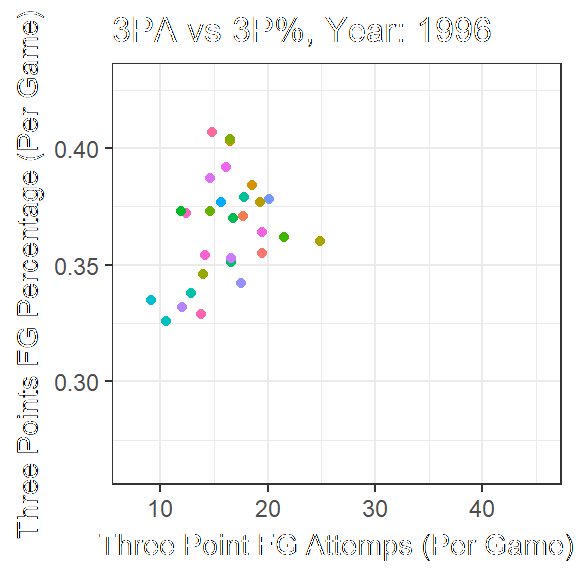 3PA vs 3P%, Year: 1996
Three Points FG Percentage (Per Game)
0.40
0.35
0.30
10 20 30 40
Three Point FG Attemps (Per Game)